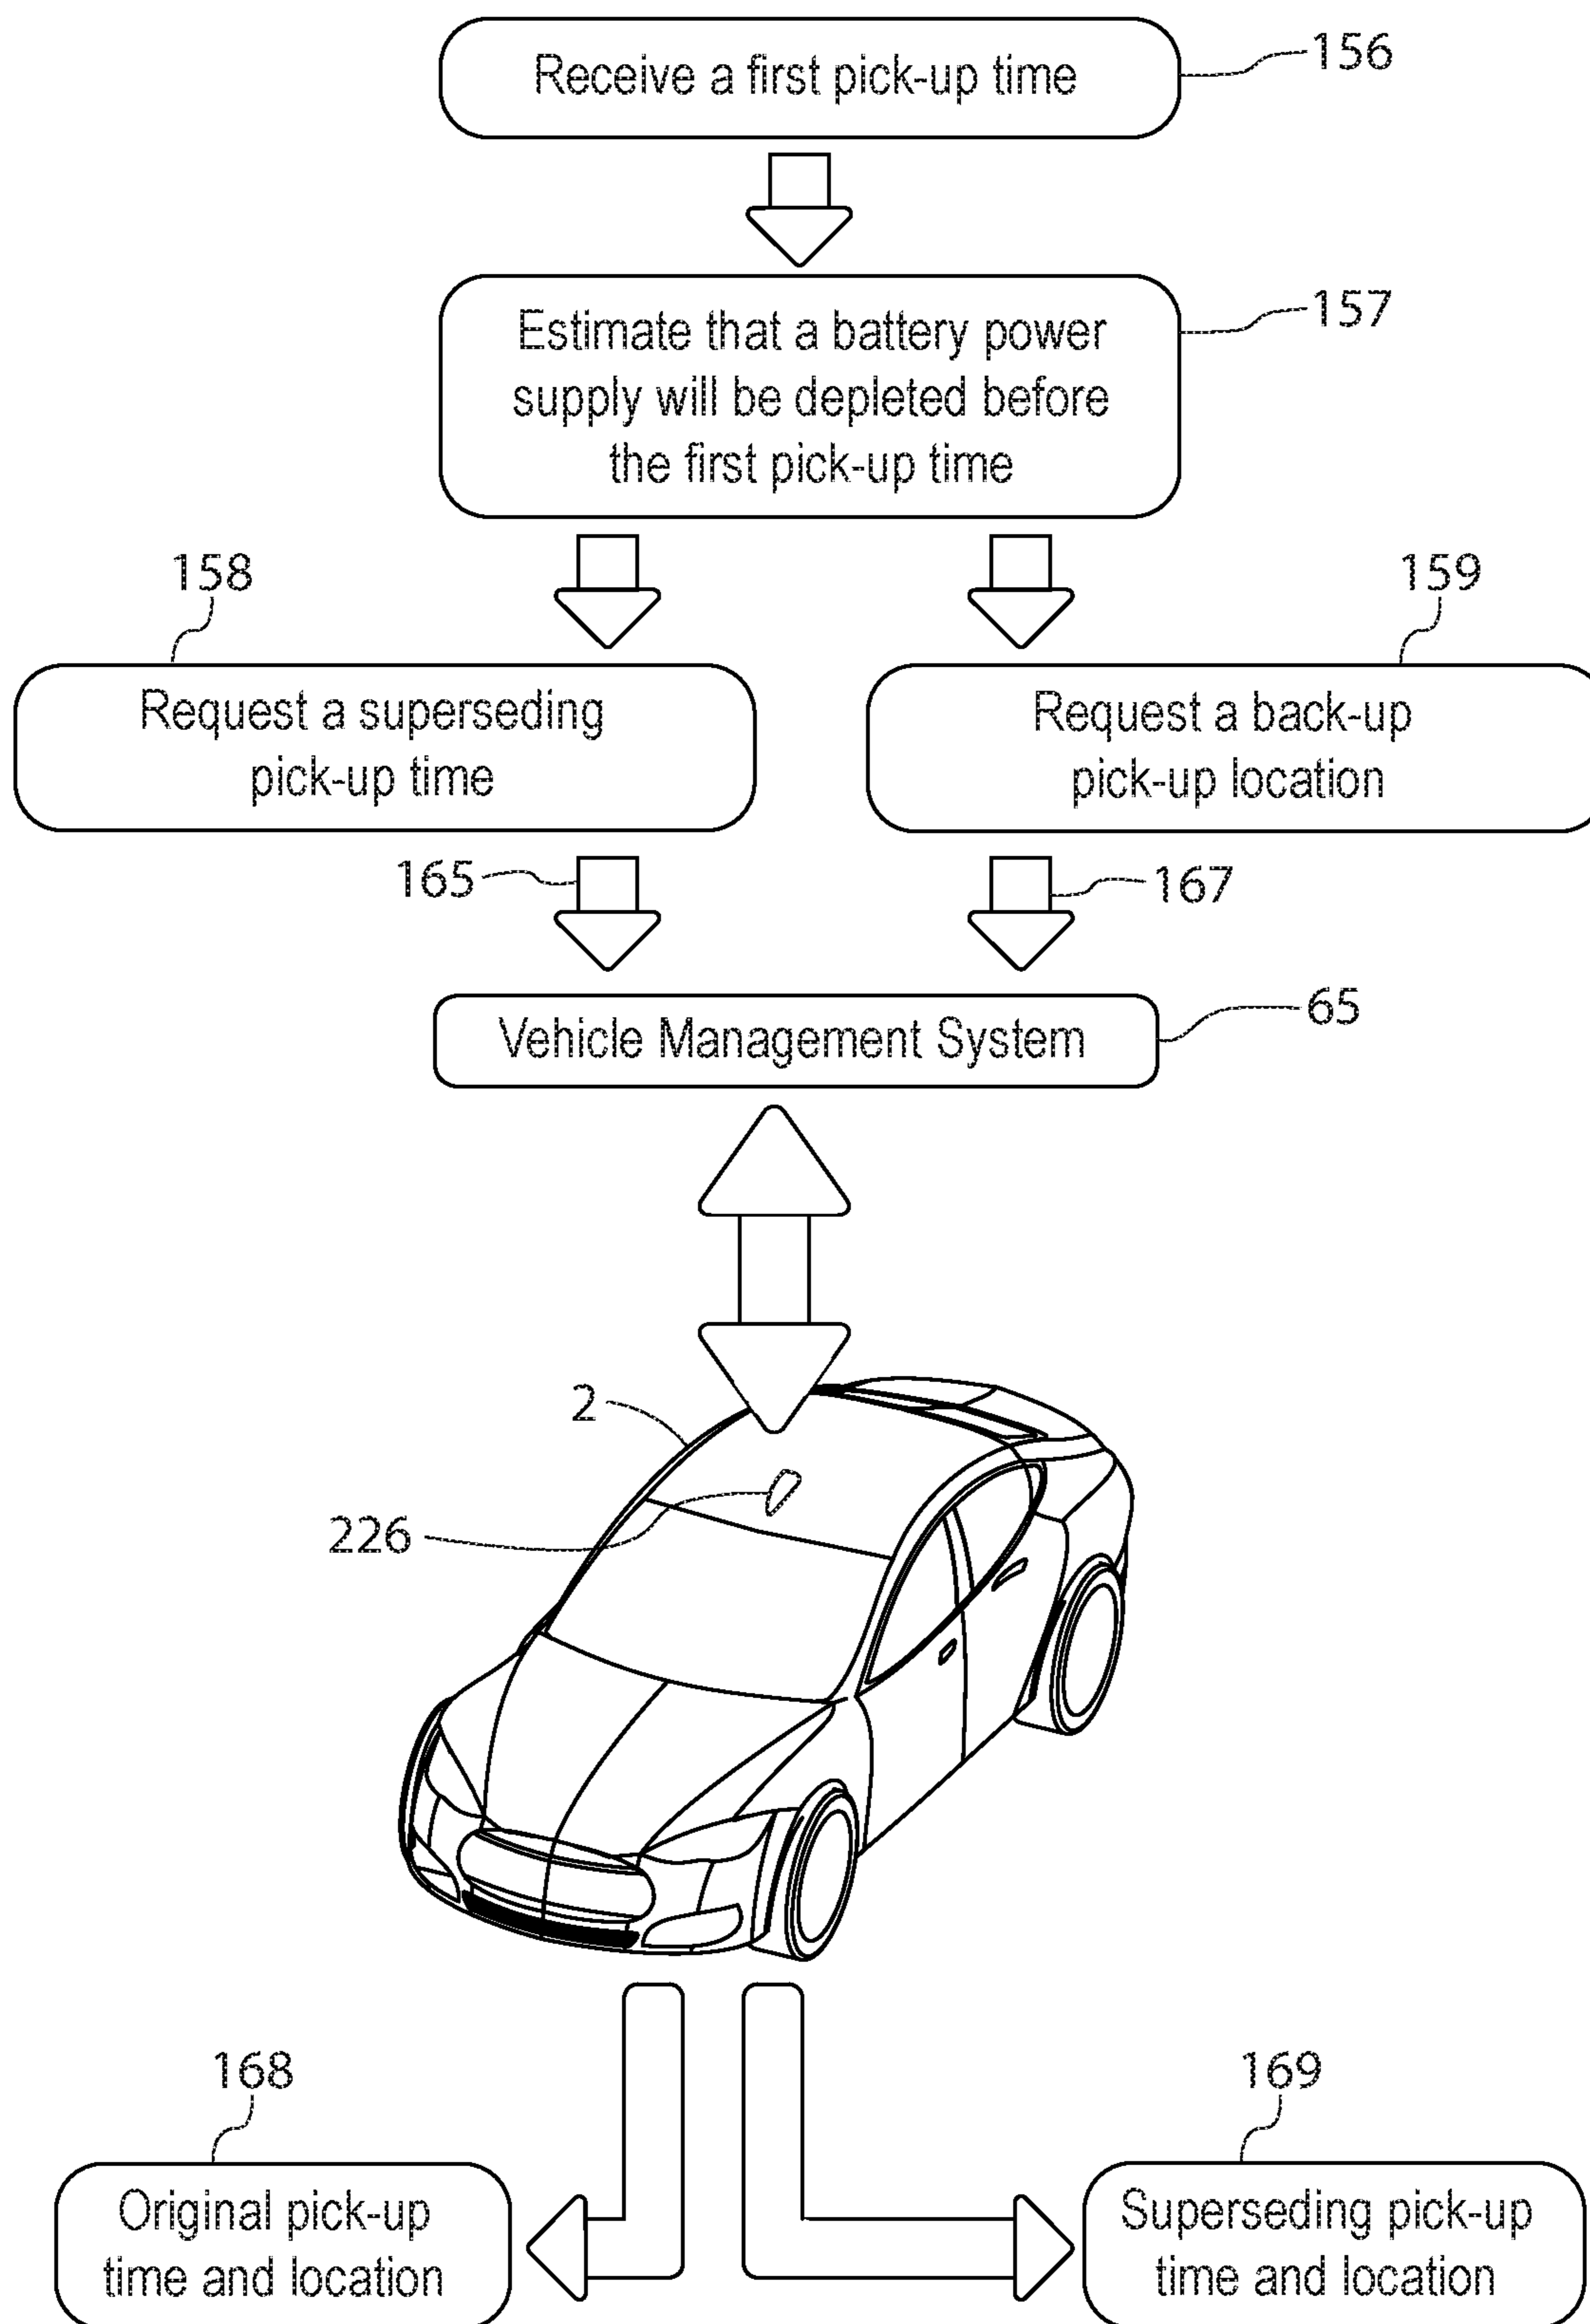 Receive a first pick-up time
156
Estimate that a battery power
supply will be depleted before
the first pick-up time
157
158
159
Request a superseding
pick-up time
Request a back-up
pick-up location
165
167
Vehicle Management System
65
2
226
168
169
Original pick-up
time and location
Superseding pick-up
time and location